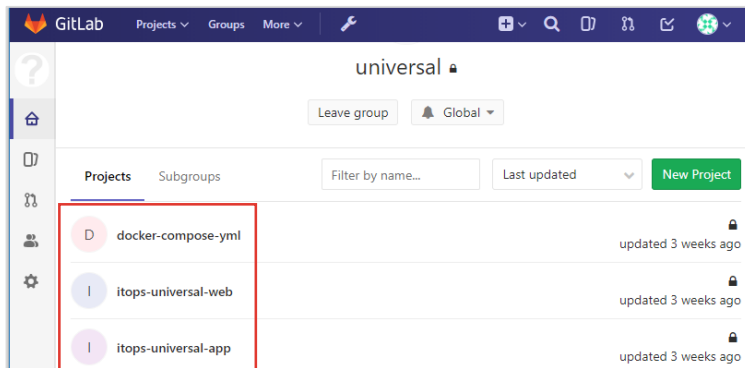 GitLab Projects Groups More
universal
Leave group Global
Projects Subgroups Filter by name... Last updated New Project
D docker-compose-yml
updated 3 weeks ago
I itops-universal-web
updated 3 weeks ago
I itops-universal-app
updated 3 weeks ago